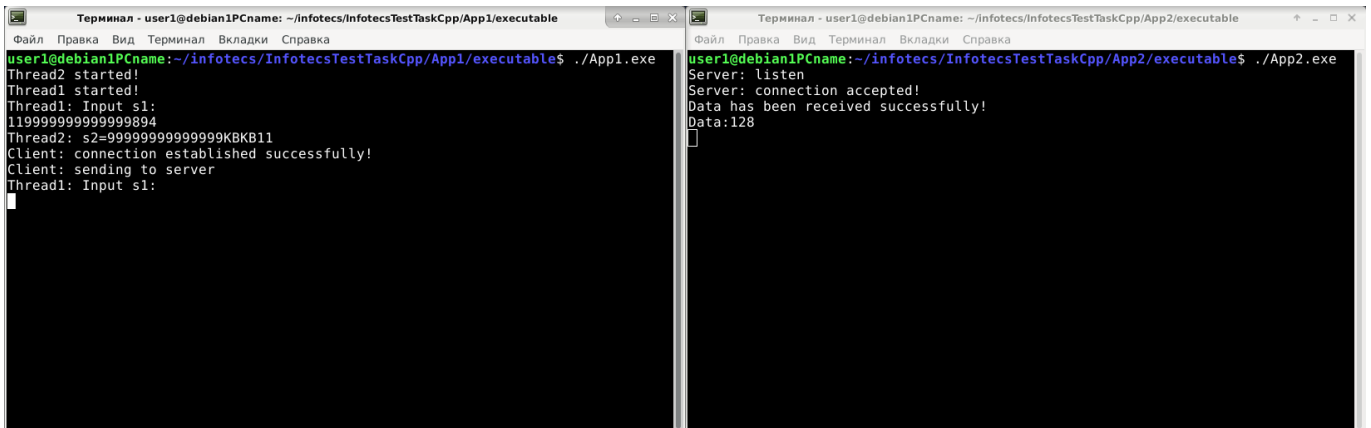 Терминал - user1@debian1PCname: ~/infotecs/InfotecsTestTaskCpp/App1/executable
Файл Правка Вид Терминал Вкладки Справка
user1@debian1PCname:~/infotecs/InfotecsTestTaskCpp/App1/executable$ ./App1.exe
Thread2 started!
Thread1 started!
Thread1: Input s1:
119999999999999894
Thread2: s2=99999999999999KBKB11
Client: connection established successfully!
Client: sending to server
Thread1: Input s1:
Терминал - user1@debian1PCname: ~/infotecs/InfotecsTestTaskCpp/App2/executable
Файл Правка Вид Терминал Вкладки Справка
user1@debian1PCname:~/infotecs/InfotecsTestTaskCpp/App2/executable$ ./App2.exe
Server: listen
Server: connection accepted!
Data has been received successfully!
Data:128